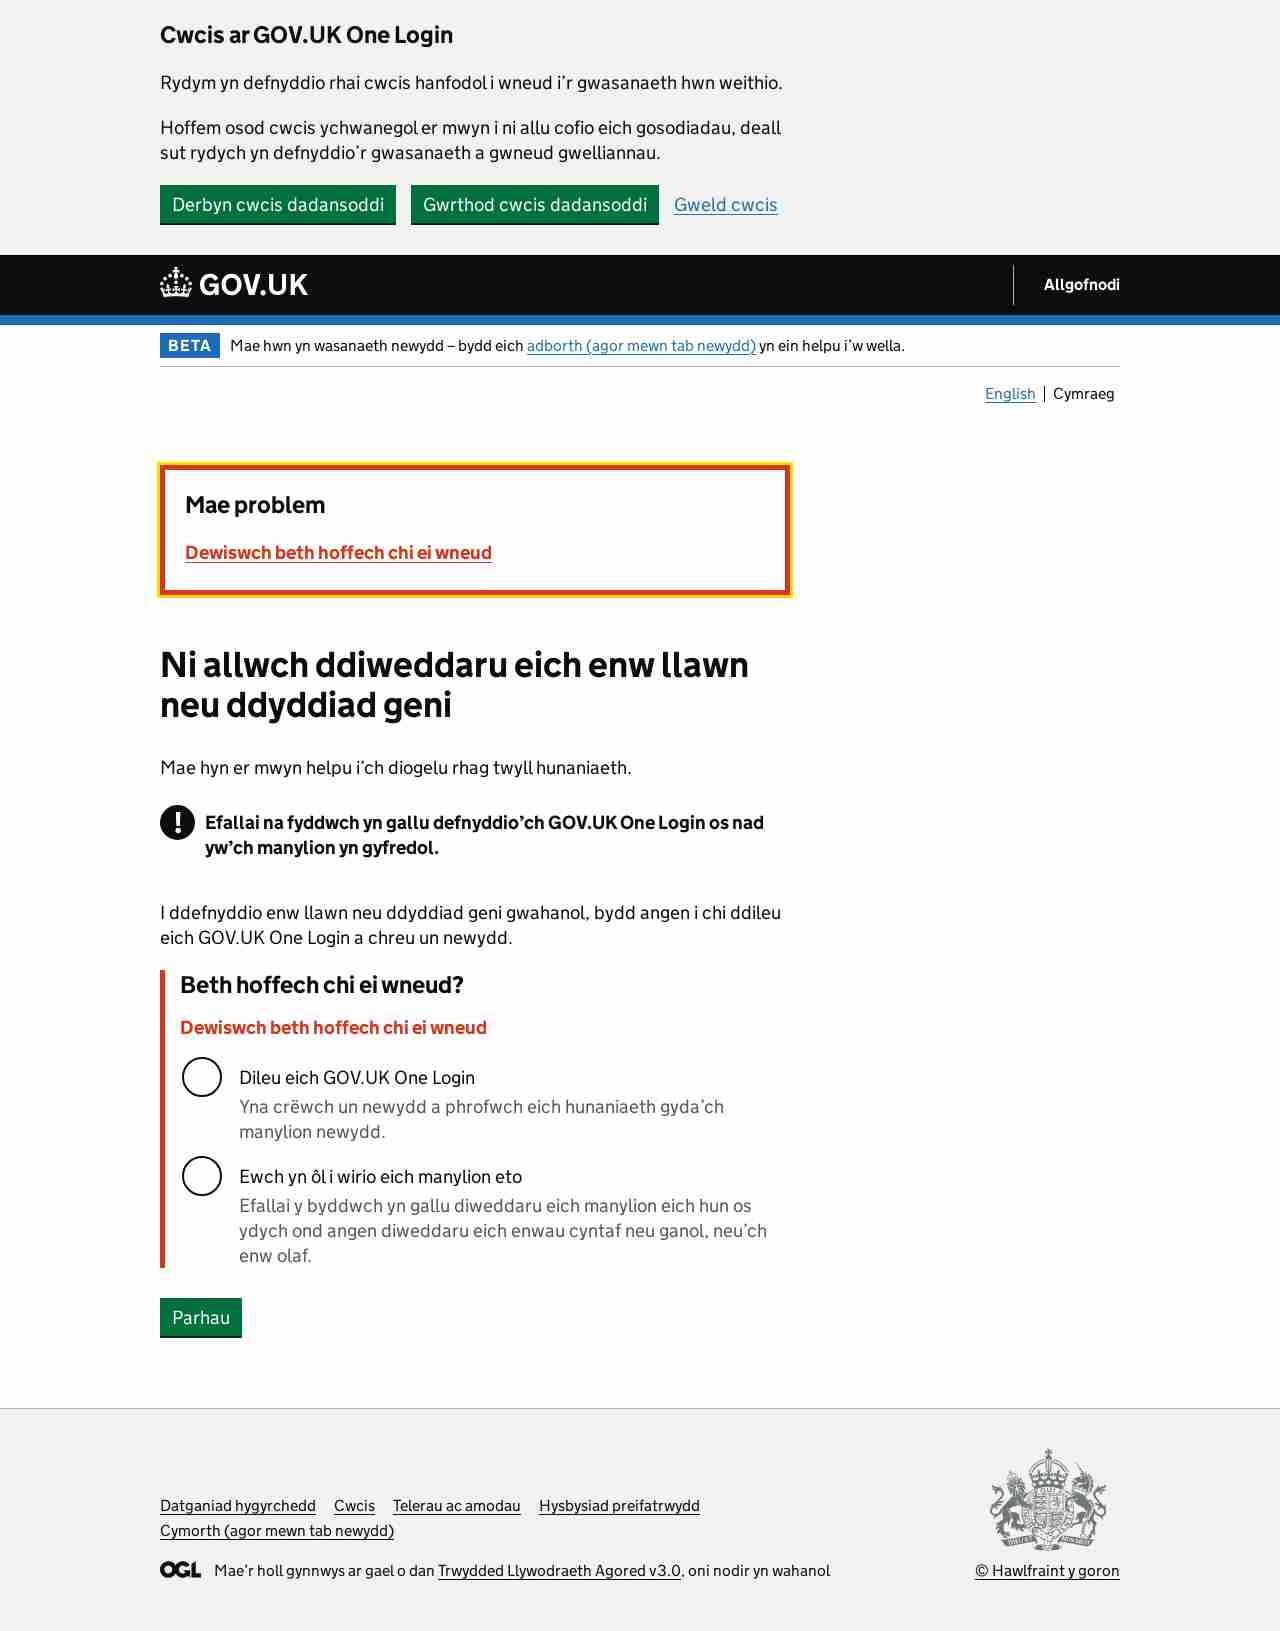 Cwcis ar GOV.UK One Login
Rydym yn defnyddio rhai cwcis hanfodol i wneud i’r gwasanaeth hwn weithio.
Hoffem osod cwcis ychwanegol er mwyn i ni allu cofio eich gosodiadau, deall
sut rydych yn defnyddio’r gwasanaeth a gwneud gwelliannau.
Derbyn cwcis dadansoddi Gwrthod cwcis dadansoddi Gweld cwcis
GOV.UK Allgofnodi
BETA Mae hwn yn wasanaeth newydd – bydd eich adborth (agor mewn tab newydd) yn ein helpu i’w wella.
English Cymraeg
Mae problem
Dewiswch beth hoffech chi ei wneud
Ni allwch ddiweddaru eich enw llawn
neu ddyddiad geni
Mae hyn er mwyn helpu i’ch diogelu rhag twyll hunaniaeth.
! Efallai na fyddwch yn gallu defnyddio’ch GOV.UK One Login os nad
yw’ch manylion yn gyfredol.
I ddefnyddio enw llawn neu ddyddiad geni gwahanol, bydd angen i chi ddileu
eich GOV.UK One Login a chreu un newydd.
Beth hoffech chi ei wneud?
Dewiswch beth hoffech chi ei wneud
Dileu eich GOV.UK One Login
Yna crëwch un newydd a phrofwch eich hunaniaeth gyda’ch
manylion newydd.
Ewch yn ôl i wirio eich manylion eto
Efallai y byddwch yn gallu diweddaru eich manylion eich hun os
ydych ond angen diweddaru eich enwau cyntaf neu ganol, neu’ch
enw olaf.
Parhau
Datganiad hygyrchedd Cwcis Telerau ac amodau Hysbysiad preifatrwydd
Cymorth (agor mewn tab newydd)
OGL Mae’r holl gynnwys ar gael o dan Trwydded Llywodraeth Agored v3.0, oni nodir yn wahanol
© Hawlfraint y goron